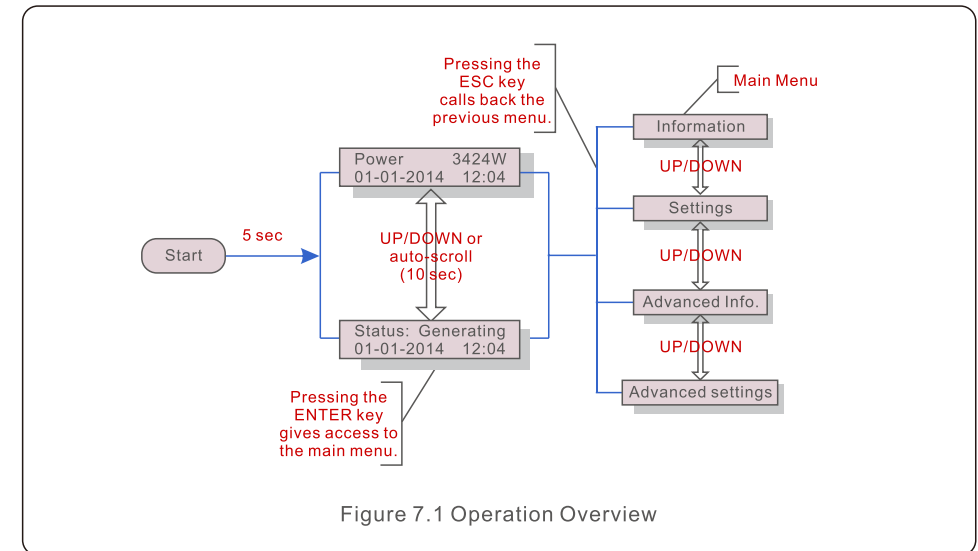 Pressing the
ESC key
calls back the
previous menu.
Main Menu
Information
UP/DOWN
Settings
UP/DOWN
Advanced Info.
UP/DOWN
Advanced settings
Power 3424W
01-01-2014 12:04
5 sec
Start
UP/DOWN or
auto-scroll
(10 sec)
Status: Generating
01-01-2014 12:04
Pressing the
ENTER key
gives access to
the main menu.
Figure 7.1 Operation Overview